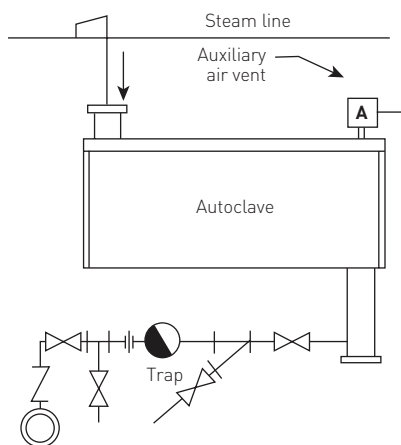 Steam line
Auxiliary
air vent
A
Autoclave
Trap